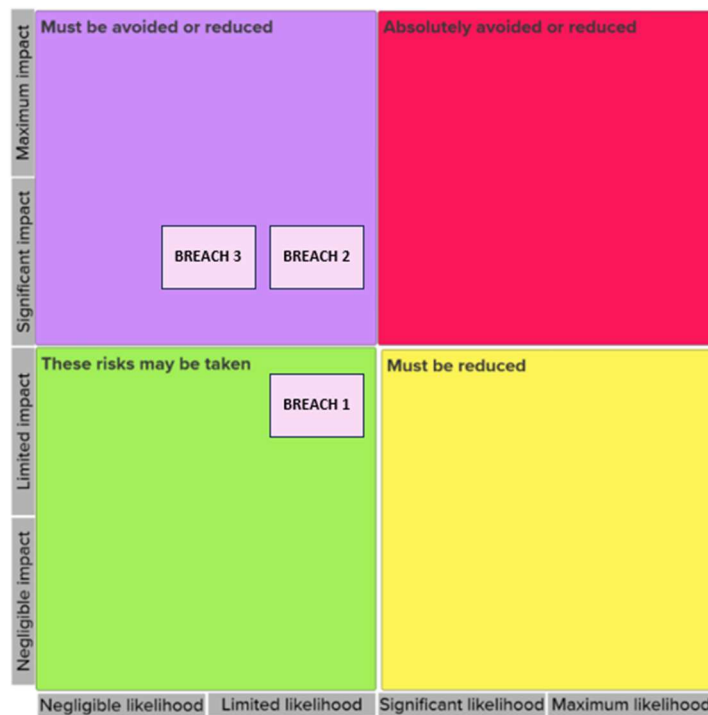 Must be avoided or reduced
Absolutely avoided or reduced
Maximum impact
Significant impact
BREACH 3
BREACH 2
These risks may be taken
Must be reduced
Limited impact
BREACH 1
Negligible impact
Negligible likelihood
Limited likelihood
Significant likelihood
Maximum likelihood